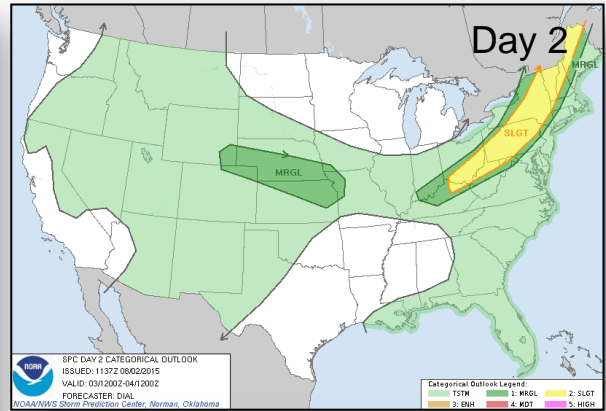 Day 2
MRGL
SLGT
MRGL
NOAA
SPC DAY 2 CATEGORICAL OUTLOOK
ISSUED: 1137Z 08/02/2015
VALID: 03/1200Z-04/1200Z
FORECASTER: DIAL
NOAA/NWS Storm Prediction Center, Norman, Oklahoma
Categorical Outlook Legend:
TSTM 1: MRGL 2: SLGT
3: ENH 4: MDT 5: HIGH